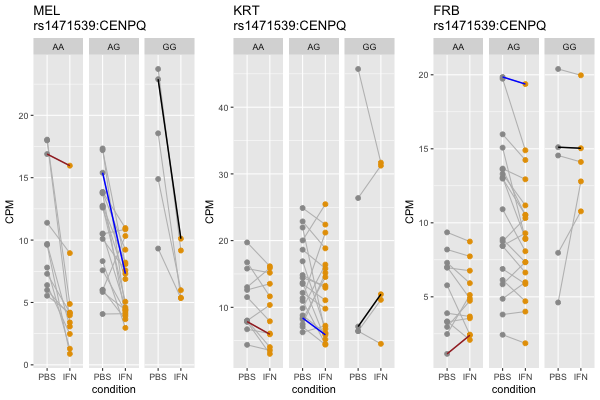 MEL
rs1471539:CENPQ
AA AG GG
CPM
20
15
10
5
0
PBS IFN PBS IFN PBS IFN
condition
KRT
rs1471539:CENPQ
AA AG GG
CPM
40
30
20
10
PBS IFN PBS IFN PBS IFN
condition
FRB
rs1471539:CENPQ
AA AG GG
CPM
20
15
10
5
PBS IFN PBS IFN PBS IFN
condition